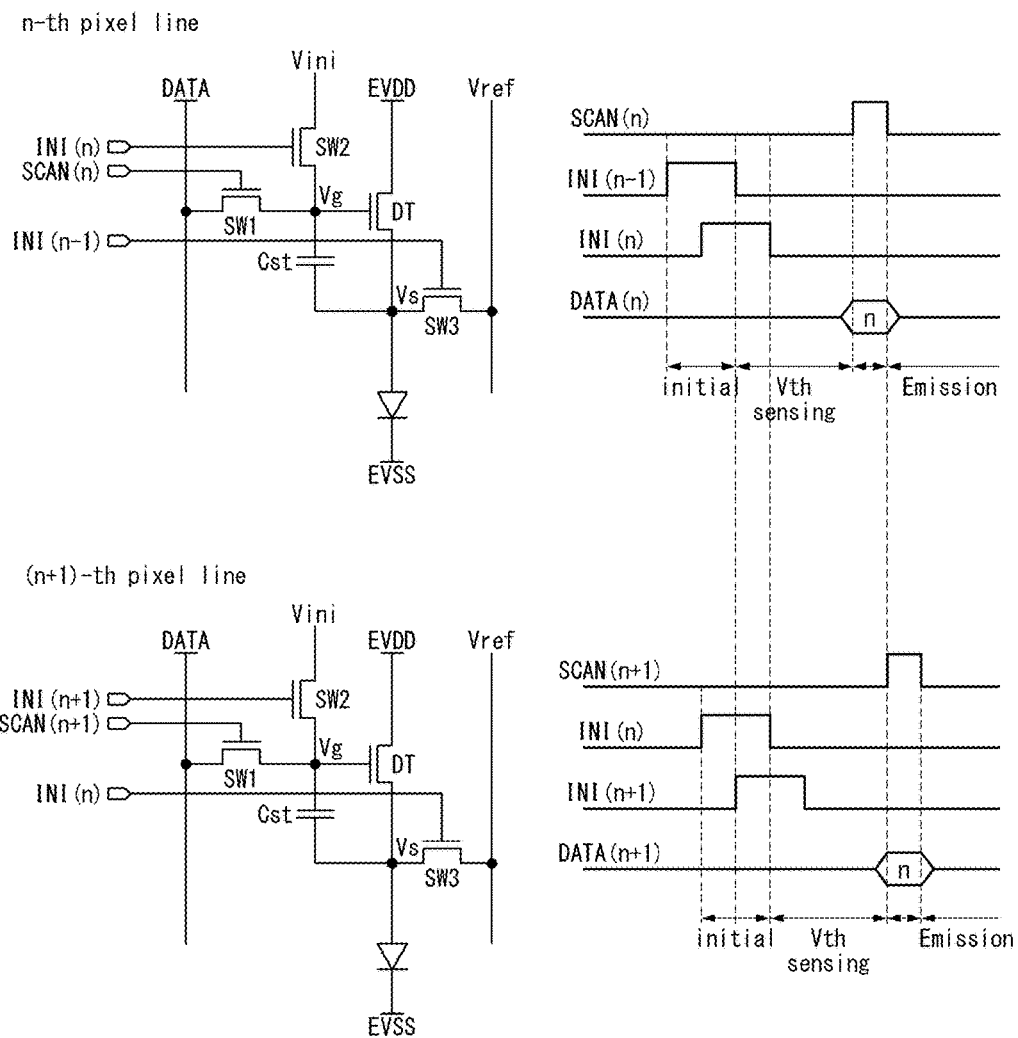 n-th pixel line
Vini
DATA
EVDD
Vref
INI(n)
SW2
SCAN(n)
Vg
DT
SW1
INI(n-1)
Cst
Vs
SW3
EVSS
SCAN(n)
INI(n-1)
INI(n)
DATA(n)
n
initial
Vth
sensing
Emission
(n+1)-th pixel line
Vini
DATA
EVDD
Vref
INI(n+1)
SW2
SCAN(n+1)
Vg
DT
SW1
INI(n)
Cst
Vs
SW3
EVSS
SCAN(n+1)
INI(n)
INI(n+1)
DATA(n+1)
n
initial
Vth
sensing
Emission